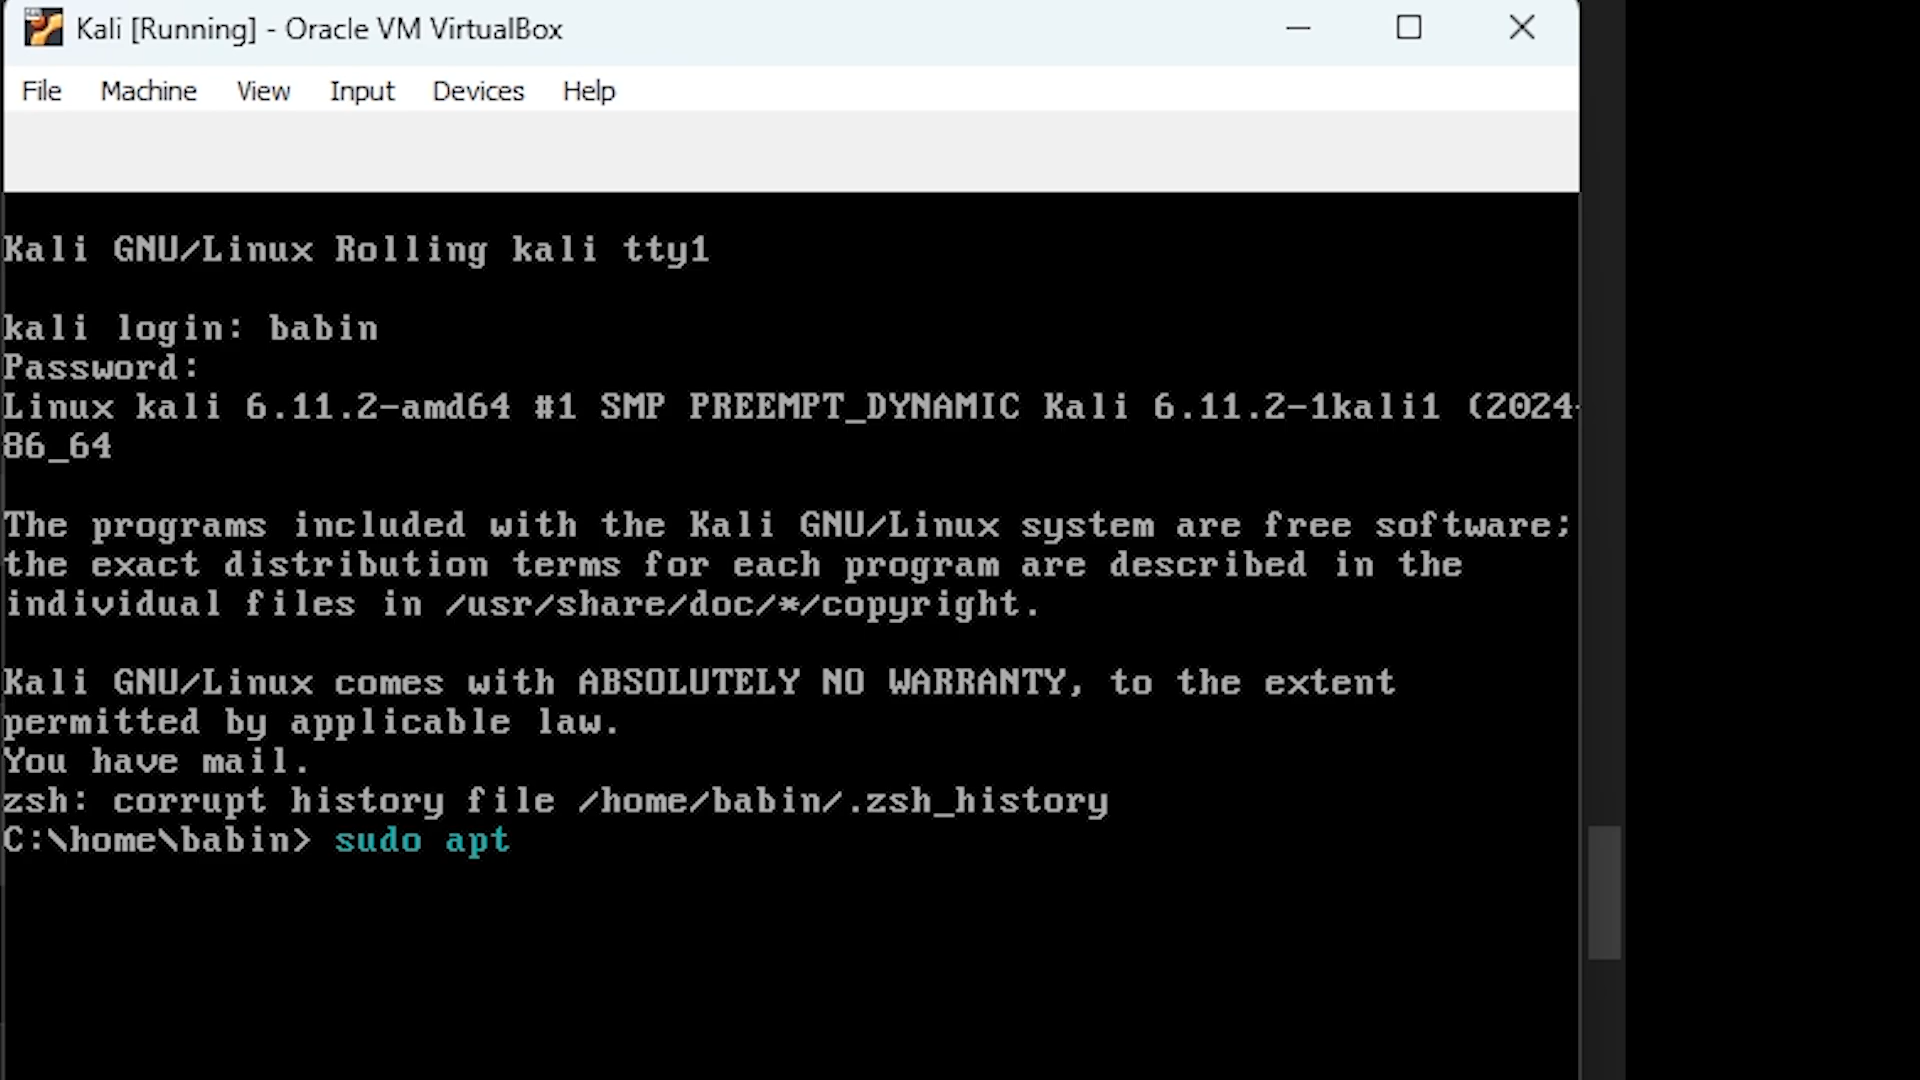 Kali [Running] - Oracle VM VirtualBox
File Machine View Input Devices Help
Kali GNU/Linux Rolling kali tty1
kali login: babin
Password:
Linux kali 6.11.2-amd64 #1 SMP PREEMPT_DYNAMIC Kali 6.11.2-1kali1 (2024-
86_64
The programs included with the Kali GNU/Linux system are free software;
the exact distribution terms for each program are described in the
individual files in /usr/share/doc/*/copyright.
Kali GNU/Linux comes with ABSOLUTELY NO WARRANTY, to the extent
permitted by applicable law.
You have mail.
zsh: corrupt history file /home/babin/.zsh_history
C:\home\babin> sudo apt